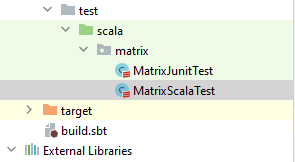 test
scala
matrix
MatrixJunitTest
MatrixScalaTest
target
build.sbt
External Libraries